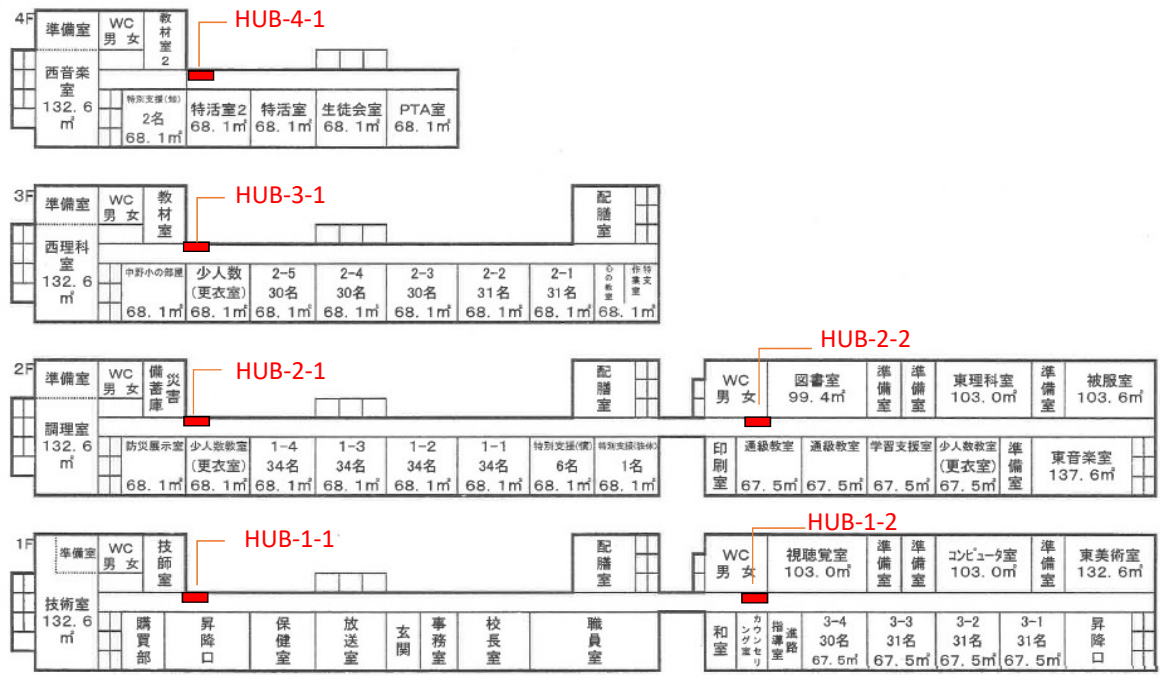 4F
準備室
WC
男 女
教材室2
HUB-4-1
西音楽室
132.6㎡
特別支援(知)
2名
68.1㎡
特活室2
68.1㎡
特活室
68.1㎡
生徒会室
68.1㎡
PTA室
68.1㎡
3F
準備室
WC
男 女
教材室
HUB-3-1
配膳室
西理科室
132.6㎡
中野小の部屋
68.1㎡
少人数
(更衣室)
68.1㎡
2-5
30名
68.1㎡
2-4
30名
68.1㎡
2-3
30名
68.1㎡
2-2
31名
68.1㎡
2-1
31名
68.1㎡
心の教室
特支作業室
68.1㎡
2F
準備室
WC
男 女
災害備蓄庫
HUB-2-1
配膳室
HUB-2-2
WC
男 女
図書室
99.4㎡
準備室
準備室
東理科室
103.0㎡
準備室
被服室
103.6㎡
調理室
132.6㎡
防災展示室
68.1㎡
少人数教室
(更衣室)
68.1㎡
1-4
34名
68.1㎡
1-3
34名
68.1㎡
1-2
34名
68.1㎡
1-1
34名
68.1㎡
特別支援(情)
6名
68.1㎡
1名
68.1㎡
印刷室
通級教室
67.5㎡
通級教室
67.5㎡
学習支援室
67.5㎡
少人数教室
(更衣室)
67.5㎡
準備室
東音楽室
137.6㎡
1F
準備室
WC
男 女
技師室
HUB-1-1
配膳室
HUB-1-2
WC
男 女
視聴覚室
103.0㎡
準備室
準備室
コンピュータ室
103.0㎡
準備室
東美術室
132.6㎡
技術室
132.6㎡
購買部
昇降口
保健室
放送室
玄関
事務室
校長室
職員室
和室
カウンセリング室
進路指導室
3-4
30名
67.5㎡
3-3
31名
67.5㎡
3-2
31名
67.5㎡
3-1
31名
67.5㎡
昇降口